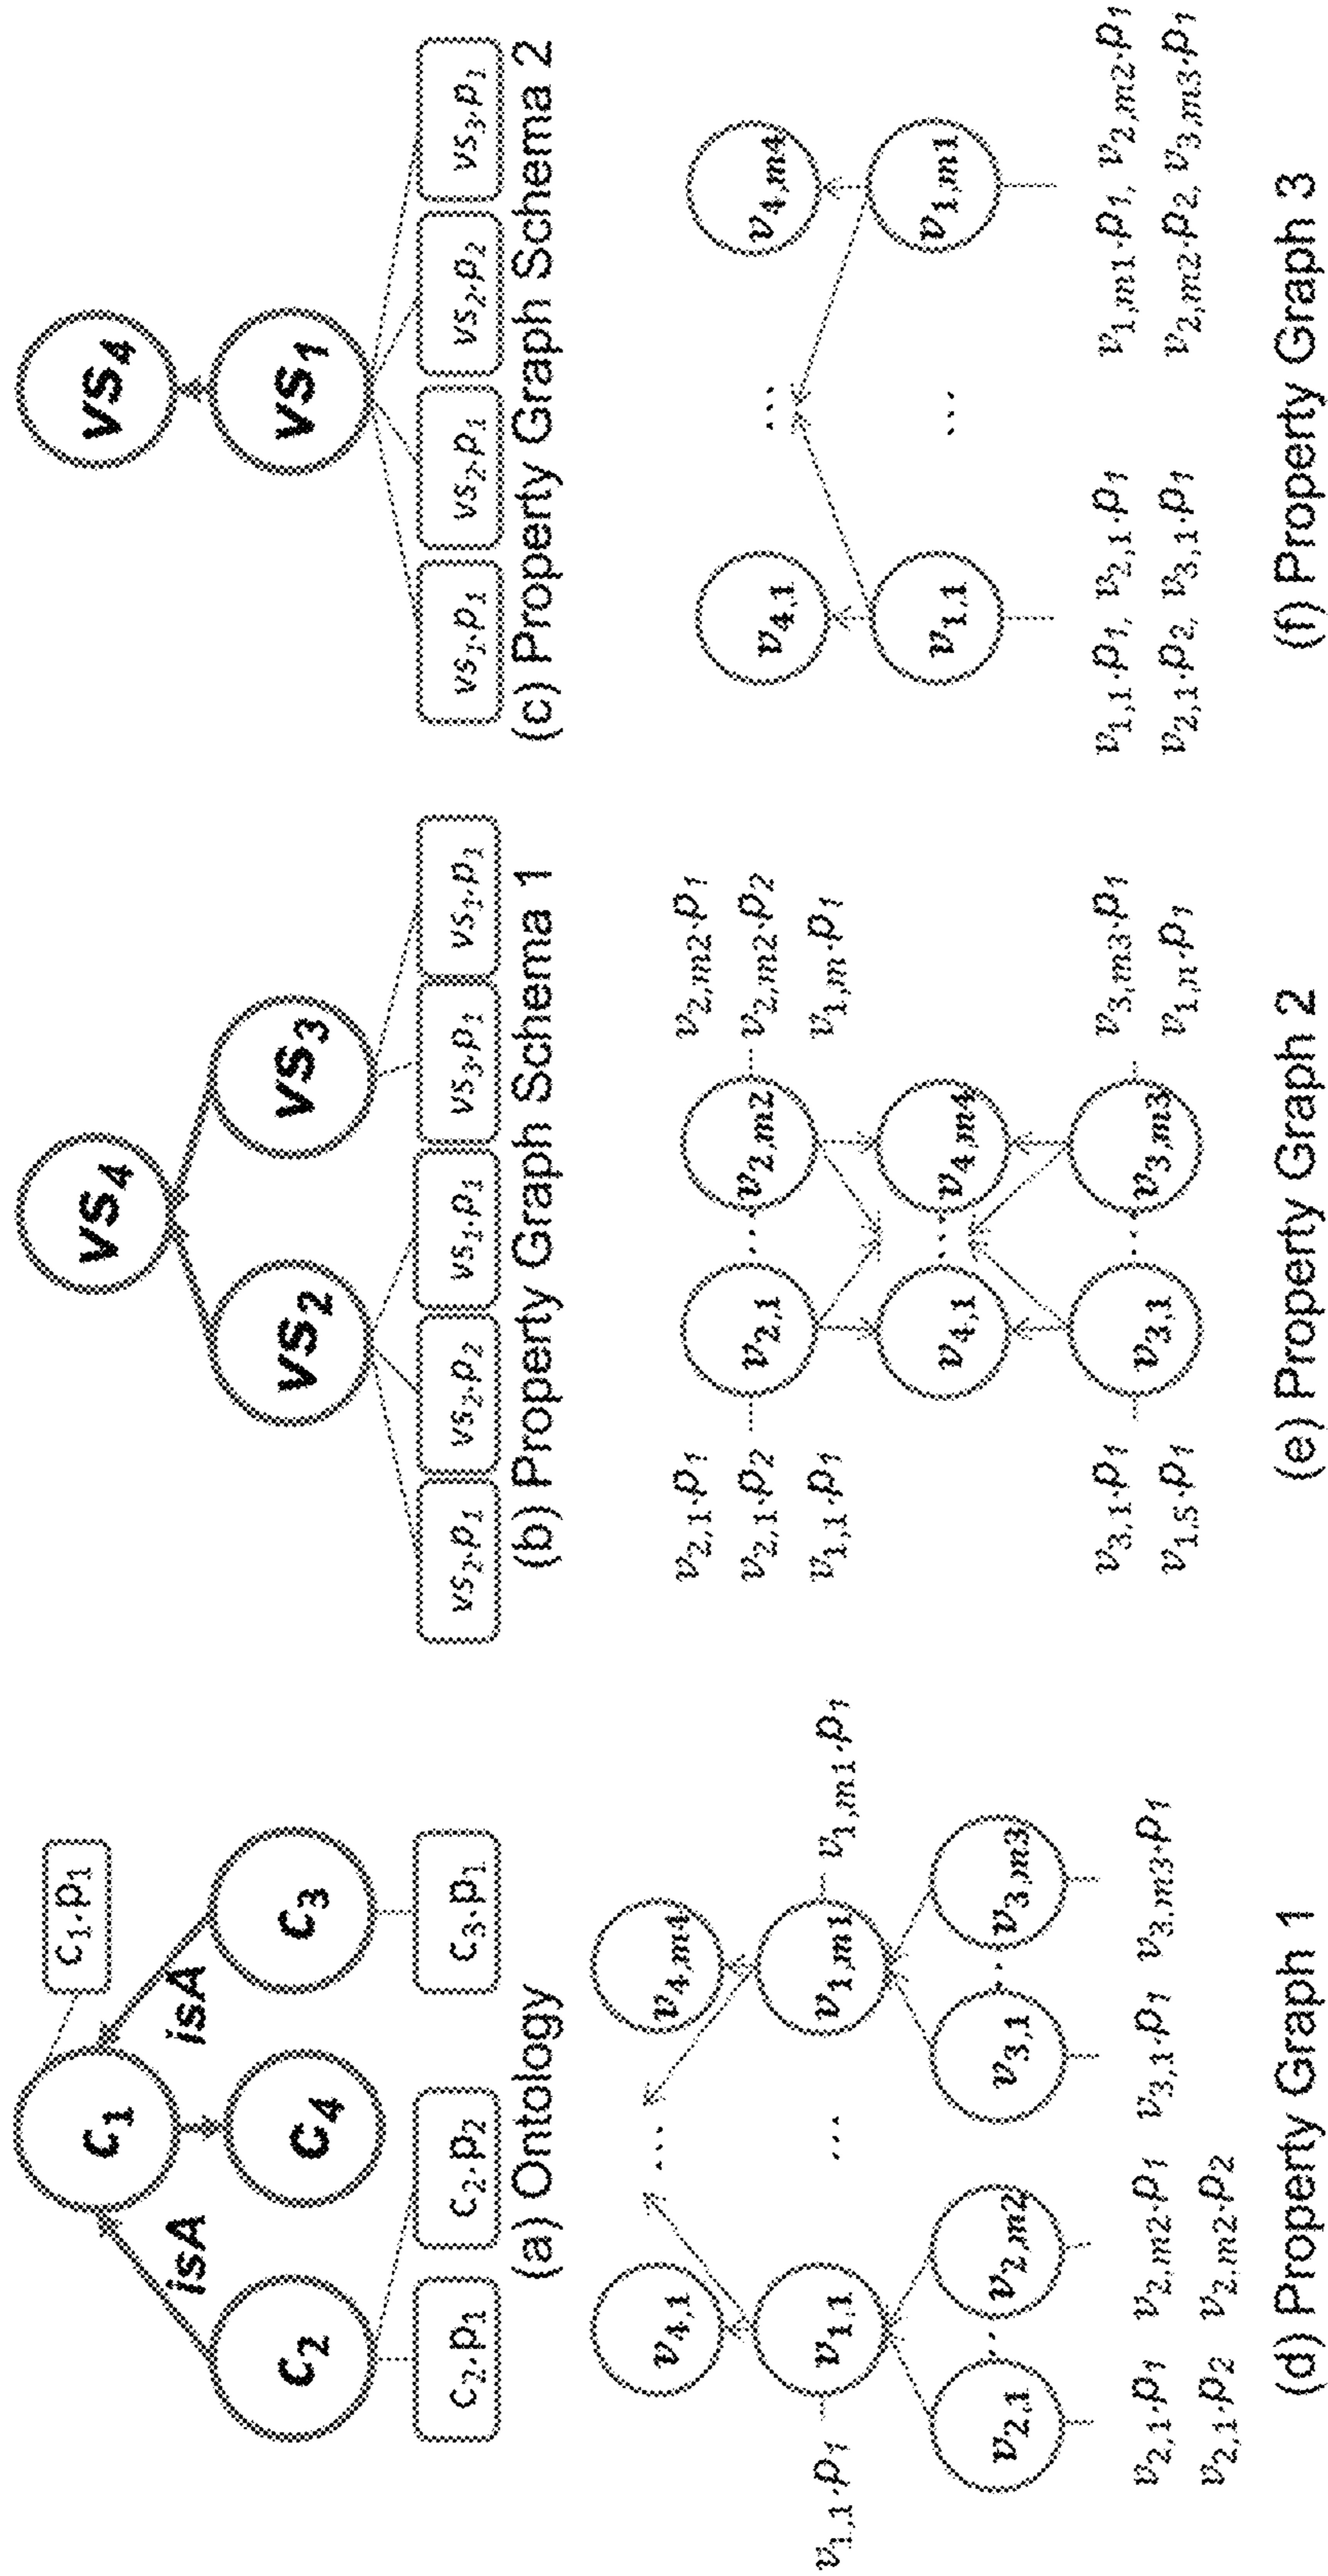 c₁.p₁
c₁
isA
isA
c₂
c₄
c₃
c₂.p₁
c₂.p₂
c₃.p₁
(a) Ontology
vs₄
vs₂
vs₃
vs₂.p₁
vs₂.p₂
vs₁.p₁
vs₃.p₁
vs₁.p₁
(b) Property Graph Schema 1
vs₄
vs₁
vs₁.p₁
vs₂.p₁
vs₂.p₂
vs₃.p₁
(c) Property Graph Schema 2
v₄,₁
...
v₄,m4
v₁,₁.p₁
v₁,₁
...
v₁,m1
v₁,m1.p₁
v₂,₁
...
v₂,m2
v₃,₁
...
v₃,m3
v₂,₁.p₁ v₂,m2.p₁ v₃,₁.p₁ v₃,m3.p₁
v₂,₁.p₂ v₂,m2.p₂
(d) Property Graph 1
v₂,₁.p₁
v₂,₁.p₂
v₁,₁.p₁
v₂,₁
...
v₂,m2
v₂,m2.p₁
v₂,m2.p₂
v₁,m.p₁
v₄,₁
...
v₄,m4
v₃,₁.p₁
v₁,₅.p₁
v₃,₁
...
v₃,m3
v₃,m3.p₁
v₁,n.p₁
(e) Property Graph 2
v₄,₁
...
v₄,m4
v₁,₁
...
v₁,m1
v₁,₁.p₁, v₂,₁.p₁
v₂,₁.p₂, v₃,₁.p₁
v₁,m1.p₁, v₂,m2.p₁
v₂,m2.p₂, v₃,m3.p₁
(f) Property Graph 3